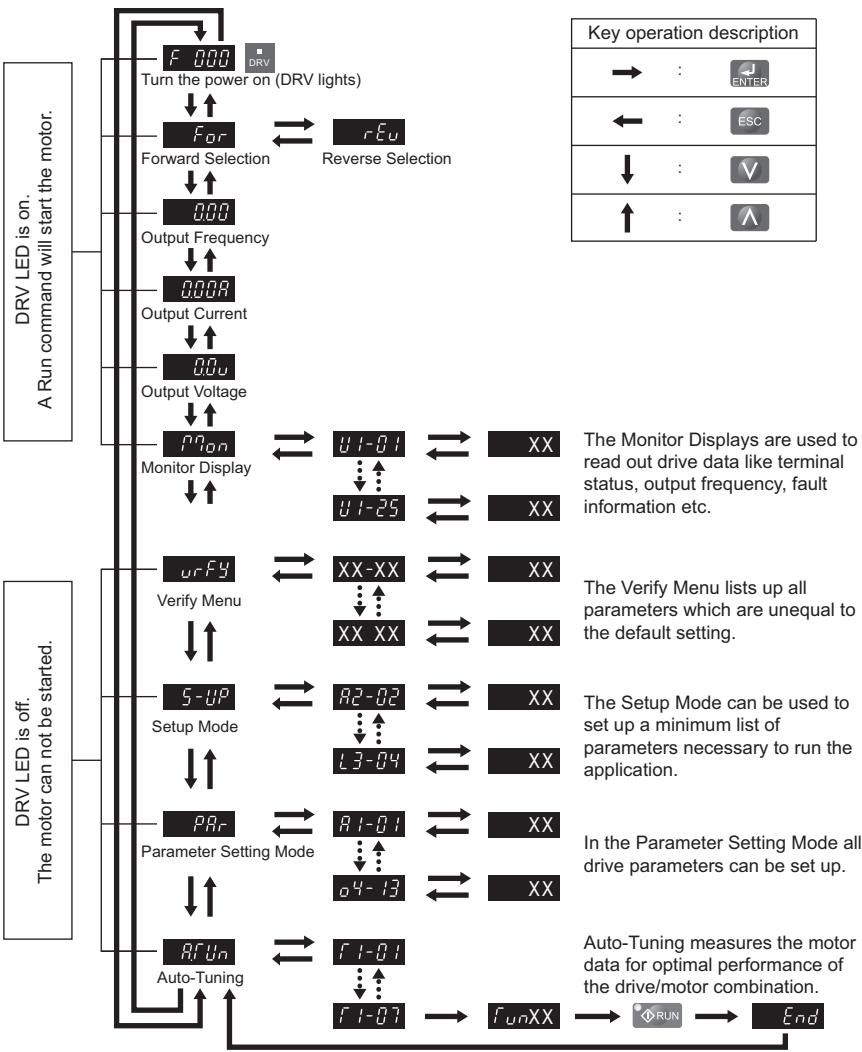 F 000
DRV
Turn the power on (DRV lights)
Key operation description
: ENTER
: ESC
: V
: Λ
DRV LED is on.
A Run command will start the motor.
For
rEv
Forward Selection
Reverse Selection
0.00
Output Frequency
0.00A
Output Current
0.0v
Output Voltage
Mon
U1-01
XX
Monitor Display
U1-25
XX
The Monitor Displays are used to
read out drive data like terminal
status, output frequency, fault
information etc.
DRV LED is off.
The motor can not be started.
vrFY
XX-XX
XX
Verify Menu
XX XX
XX
The Verify Menu lists up all
parameters which are unequal to
the default setting.
S-UP
A2-02
XX
Setup Mode
L3-04
XX
The Setup Mode can be used to
set up a minimum list of
parameters necessary to run the
application.
PAr
A1-01
XX
Parameter Setting Mode
o4-13
XX
In the Parameter Setting Mode all
drive parameters can be set up.
A.TUn
T1-01
Auto-Tuning
Auto-Tuning measures the motor
data for optimal performance of
the drive/motor combination.
T1-07
TunXX
RUN
End